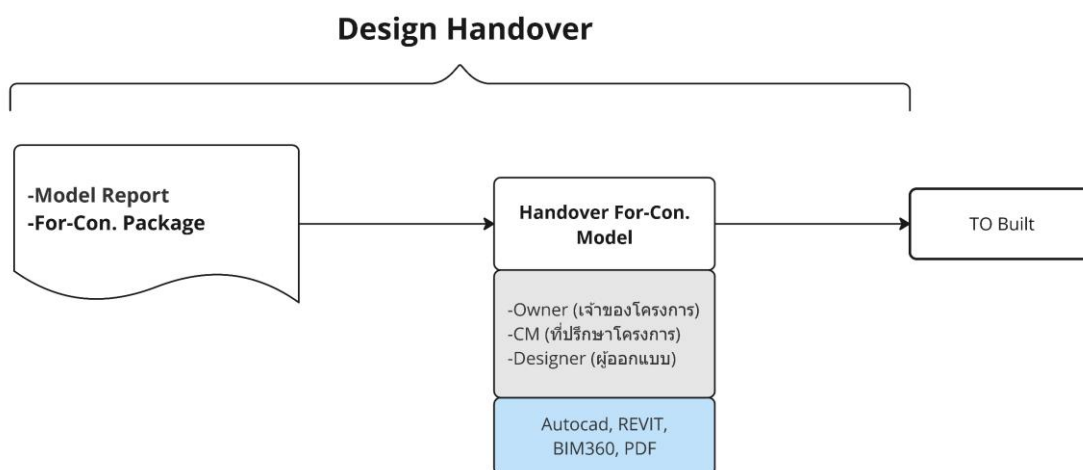 Design Handover
-Model Report
-For-Con. Package
Handover For-Con.
Model
-Owner (เจ้าของโครงการ)
-CM (ที่ปรึกษาโครงการ)
-Designer (ผู้ออกแบบ)
Autocad, REVIT,
BIM360, PDF
TO Built